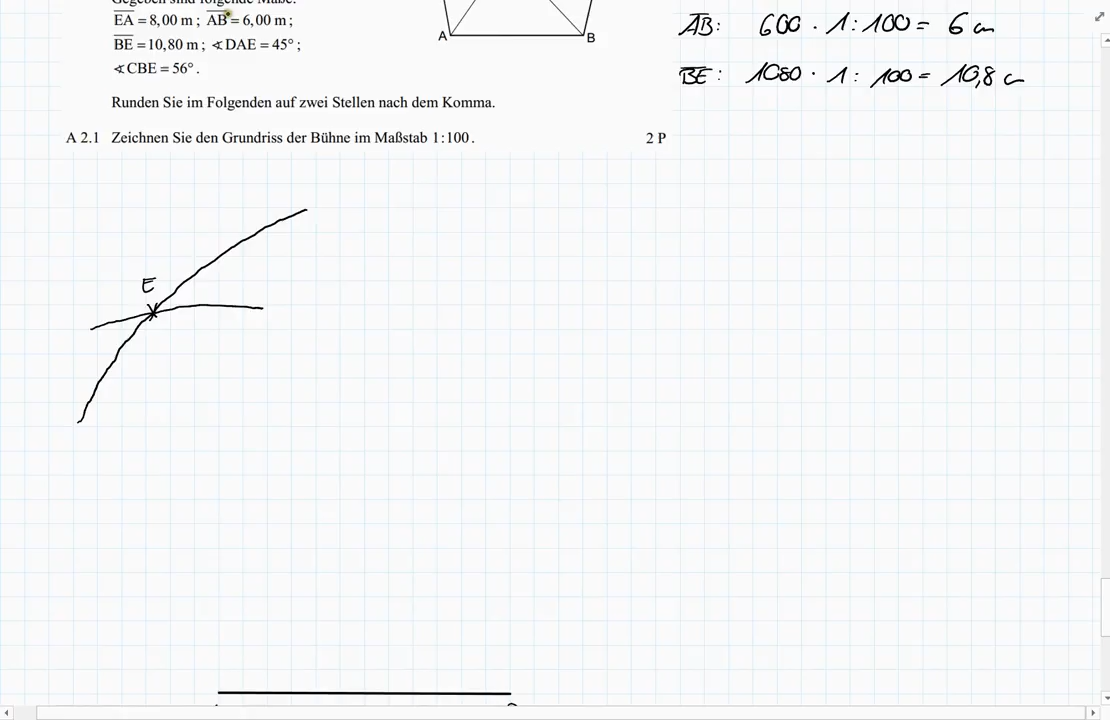 Gegeben sind folgende Maße:
EA = 8,00 m ; AB = 6,00 m ;
BE = 10,80 m ; ∢ DAE = 45° ;
∢ CBE = 56° .
Runden Sie im Folgenden auf zwei Stellen nach dem Komma.
A 2.1 Zeichnen Sie den Grundriss der Bühne im Maßstab 1:100. 2 P
A
B
AB: 600 · 1 : 100 = 6 cm
BE: 1080 · 1 : 100 = 10,8 c
E